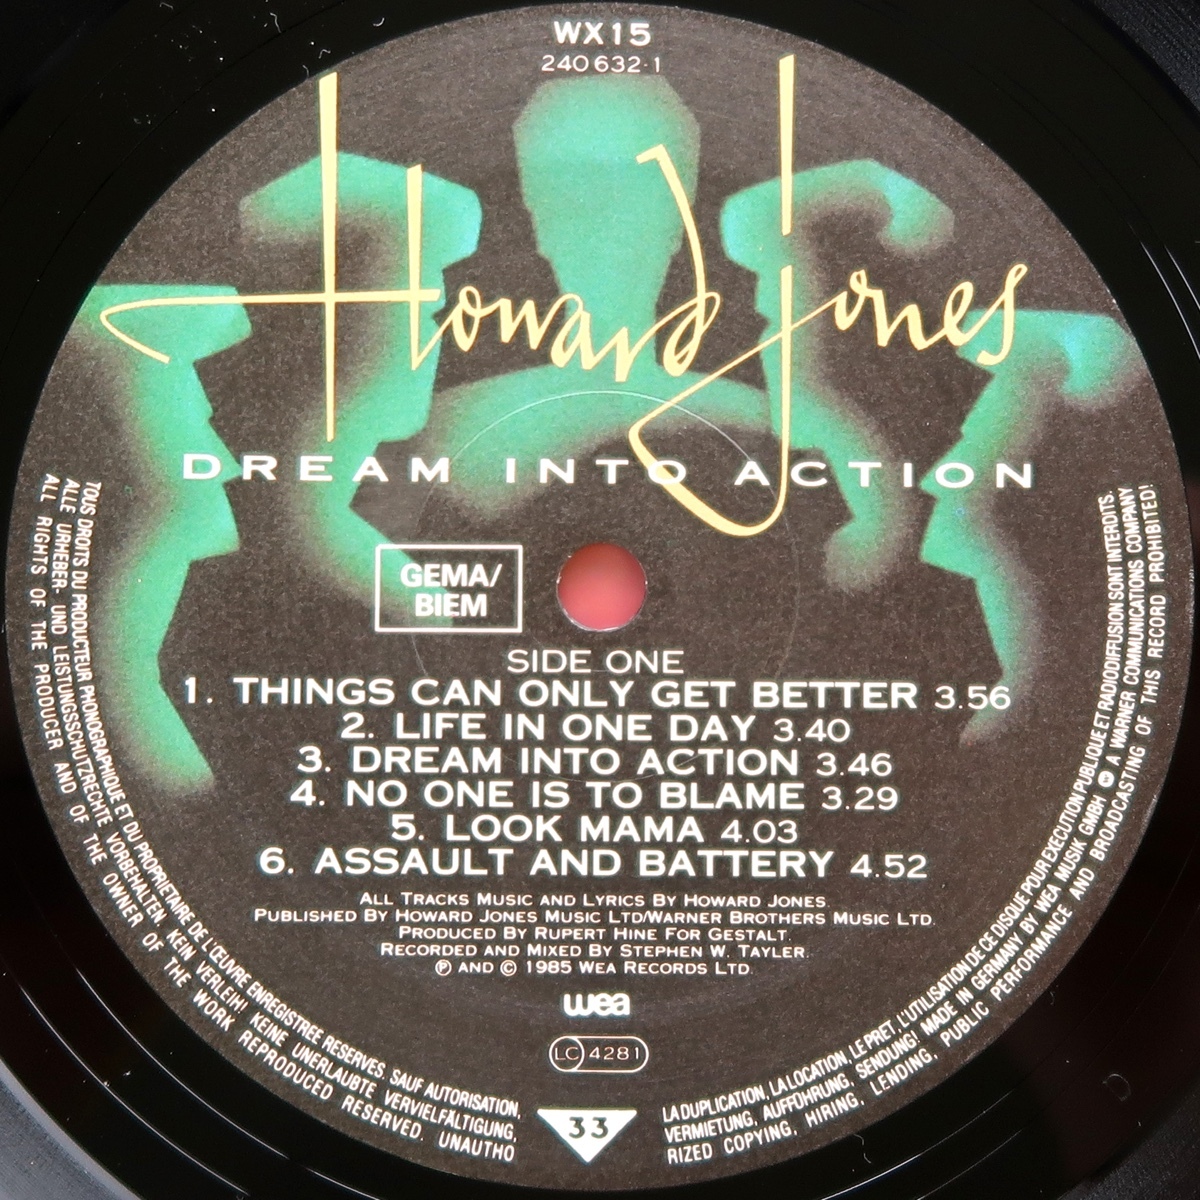 WX15
240 632-1
Howard Jones
DREAM INTO ACTION
GEMA/
BIEM
SIDE ONE
1. THINGS CAN ONLY GET BETTER 3.56
2. LIFE IN ONE DAY 3.40
3. DREAM INTO ACTION 3.46
4. NO ONE IS TO BLAME 3.29
5. LOOK MAMA 4.03
6. ASSAULT AND BATTERY 4.52
ALL TRACKS MUSIC AND LYRICS BY HOWARD JONES.
PUBLISHED BY HOWARD JONES MUSIC LTD/WARNER BROTHERS MUSIC LTD.
PRODUCED BY RUPERT HINE FOR GESTALT.
RECORDED AND MIXED BY STEPHEN W. TAYLER.
℗ AND © 1985 WEA RECORDS LTD.
wea
LC 4281
33
TOUS DROITS DU PRODUCTEUR PHONOGRAPHIQUE ET DU PROPRIETAIRE DE L'ŒUVRE ENREGISTREE RESERVES. SAUF AUTORISATION,
LA DUPLICATION, LA LOCATION, LE PRET, L'UTILISATION DE CE DISQUE POUR EXECUTION PUBLIQUE ET RADIODIFFUSION SONT INTERDITS.
ALLE URHEBER- UND LEISTUNGSSCHUTZRECHTE VORBEHALTEN. KEIN VERLEIH! KEINE UNERLAUBTE VERVIELFÄLTIGUNG,
VERMIETUNG, AUFFÜHRUNG, SENDUNG! MADE IN GERMANY BY WEA MUSIK GMBH A WARNER COMMUNICATIONS COMPANY
ALL RIGHTS OF THE PRODUCER AND OF THE OWNER OF THE WORK REPRODUCED RESERVED. UNAUTHO
RIZED COPYING, HIRING, LENDING, PUBLIC PERFORMANCE AND BROADCASTING OF THIS RECORD PROHIBITED!